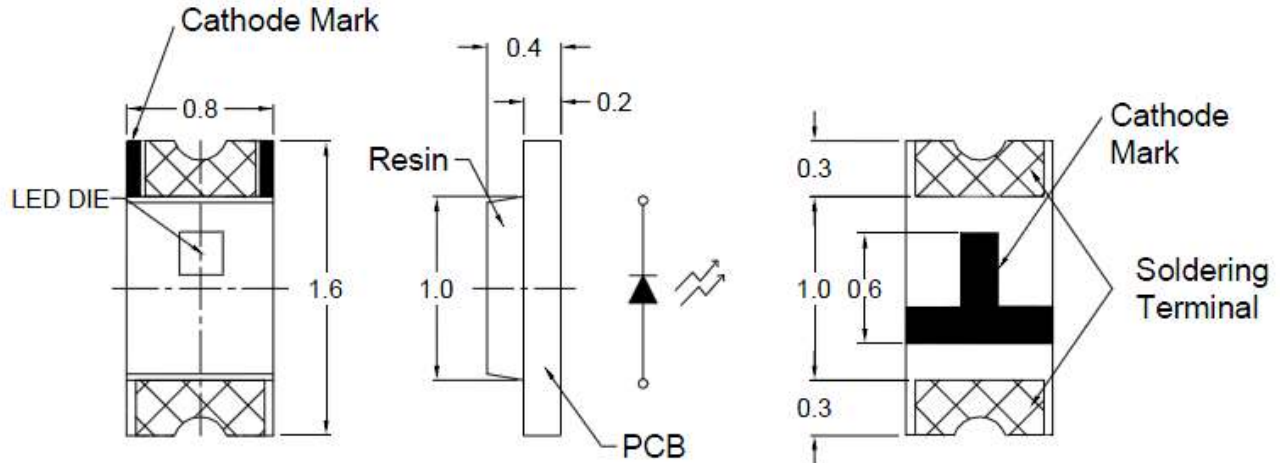 Cathode Mark
0.8
LED DIE
1.6
0.4
0.2
Resin
1.0
PCB
Cathode
Mark
0.3
1.0
0.6
0.3
Soldering
Terminal